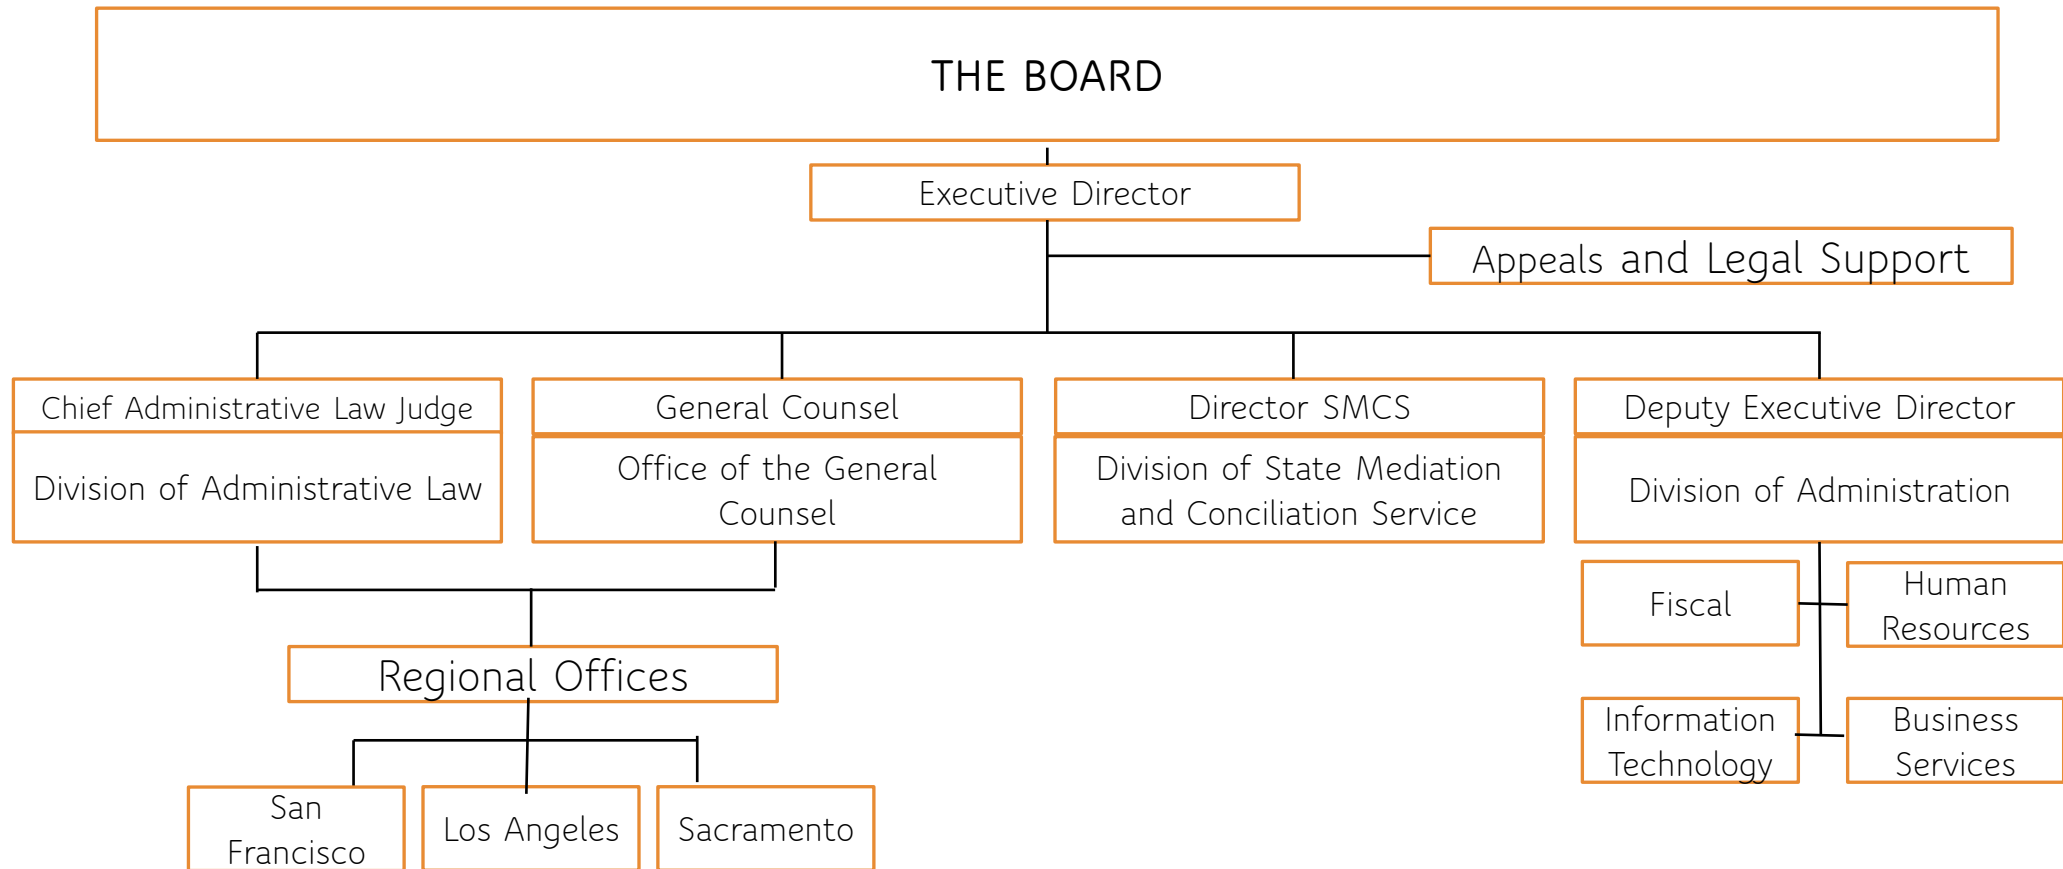 THE BOARD
Executive Director
Appeals and Legal Support
Chief Administrative Law Judge
Division of Administrative Law
General Counsel
Office of the General
Counsel
Director SMCS
Division of State Mediation
and Conciliation Service
Deputy Executive Director
Division of Administration
Fiscal
Human
Resources
Information
Technology
Business
Services
Regional Offices
San
Francisco
Los Angeles
Sacramento